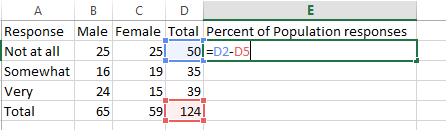 A B C D E
Response Male Female Total Percent of Population responses
Not at all 25 25 50 =D2-D5
Somewhat 16 19 35
Very 24 15 39
Total 65 59 124